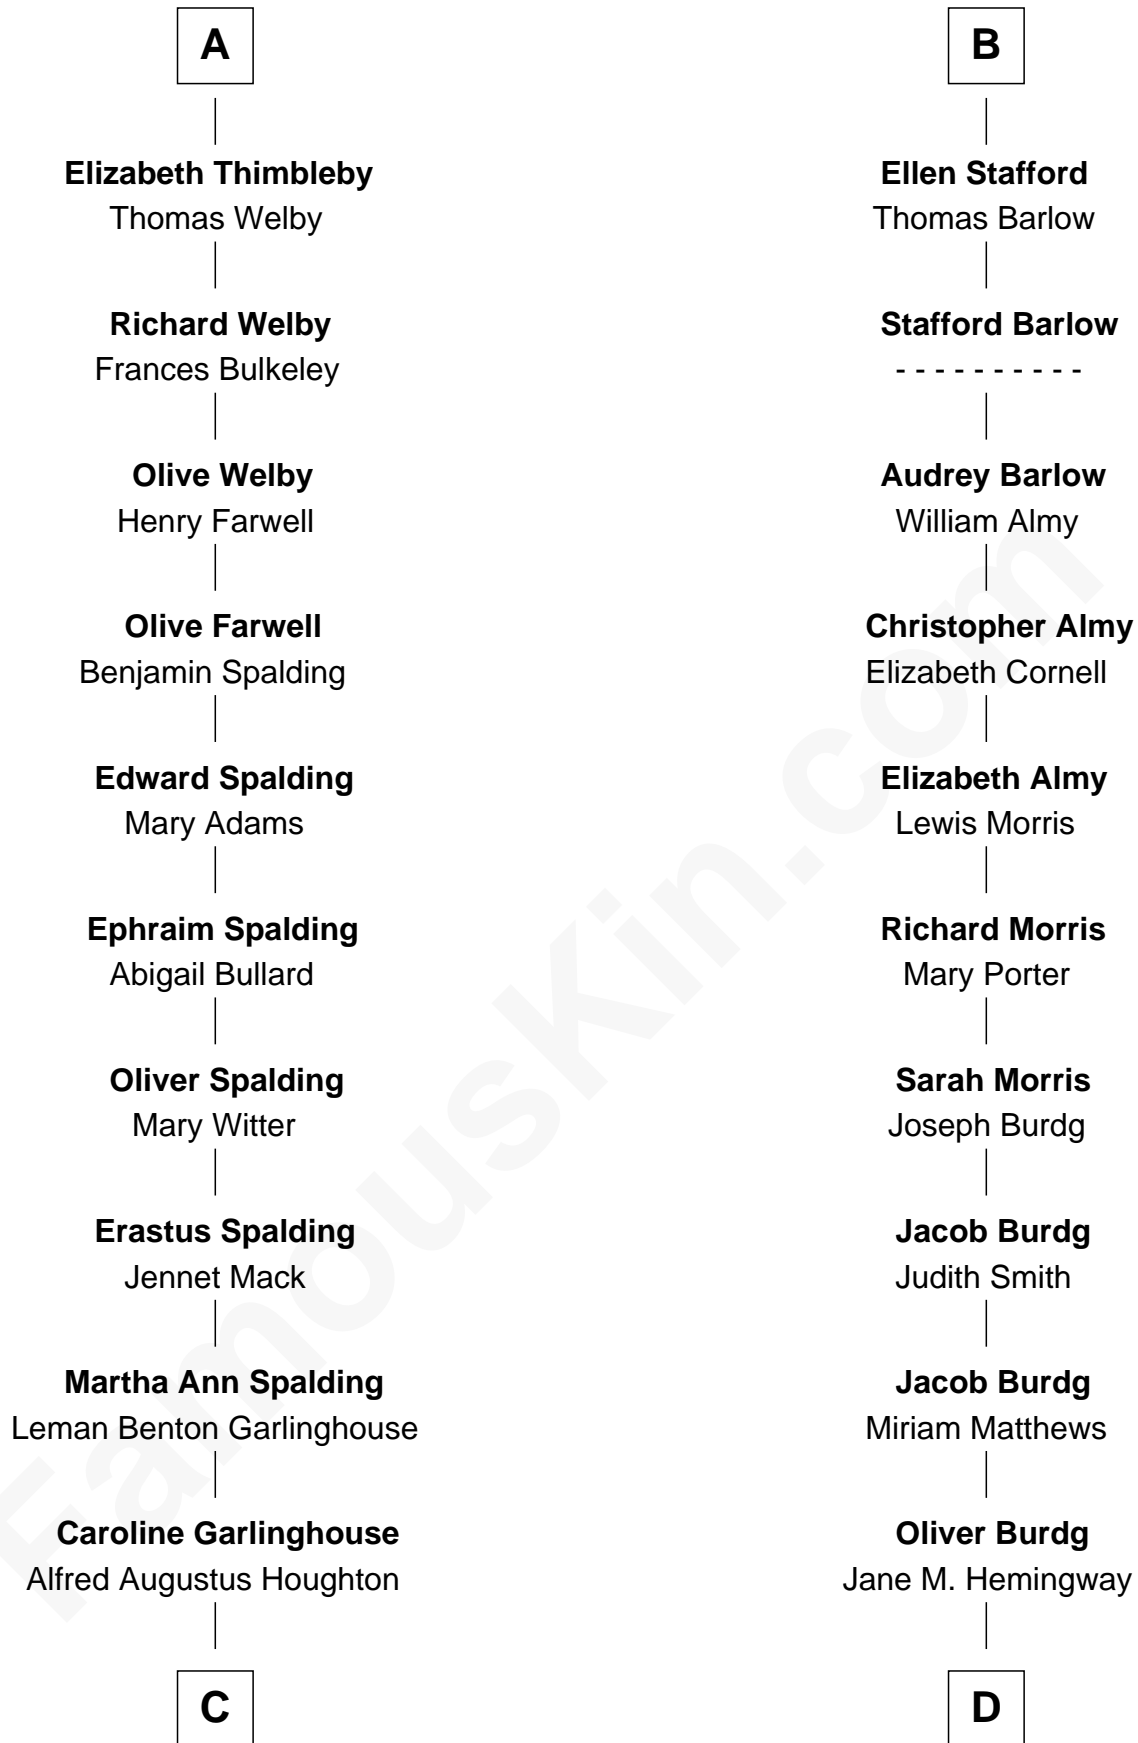 A
Elizabeth Thimbleby
Thomas Welby
Richard Welby
Frances Bulkeley
Olive Welby
Henry Farwell
Olive Farwell
Benjamin Spalding
Edward Spalding
Mary Adams
Ephraim Spalding
Abigail Bullard
Oliver Spalding
Mary Witter
Erastus Spalding
Jennet Mack
Martha Ann Spalding
Leman Benton Garlinghouse
Caroline Garlinghouse
Alfred Augustus Houghton
C
B
Ellen Stafford
Thomas Barlow
Stafford Barlow
- - - - - - - - - -
Audrey Barlow
William Almy
Christopher Almy
Elizabeth Cornell
Elizabeth Almy
Lewis Morris
Richard Morris
Mary Porter
Sarah Morris
Joseph Burdg
Jacob Burdg
Judith Smith
Jacob Burdg
Miriam Matthews
Oliver Burdg
Jane M. Hemingway
D
FamousKin.com